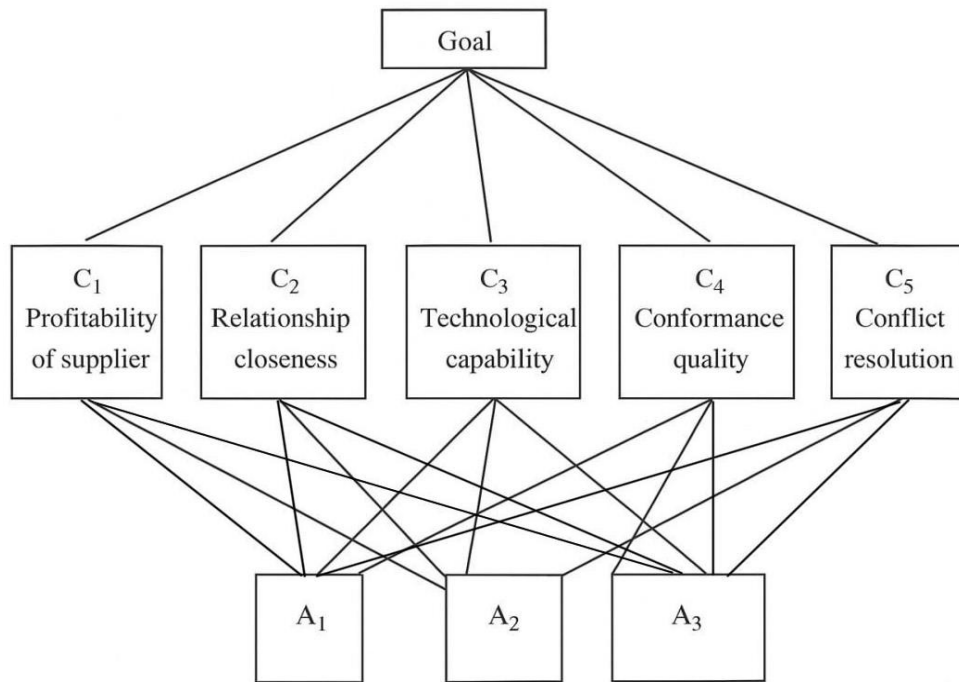 Goal
C₁
Profitability
of supplier
C₂
Relationship
closeness
C₃
Technological
capability
C₄
Conformance
quality
C₅
Conflict
resolution
A₁
A₂
A₃